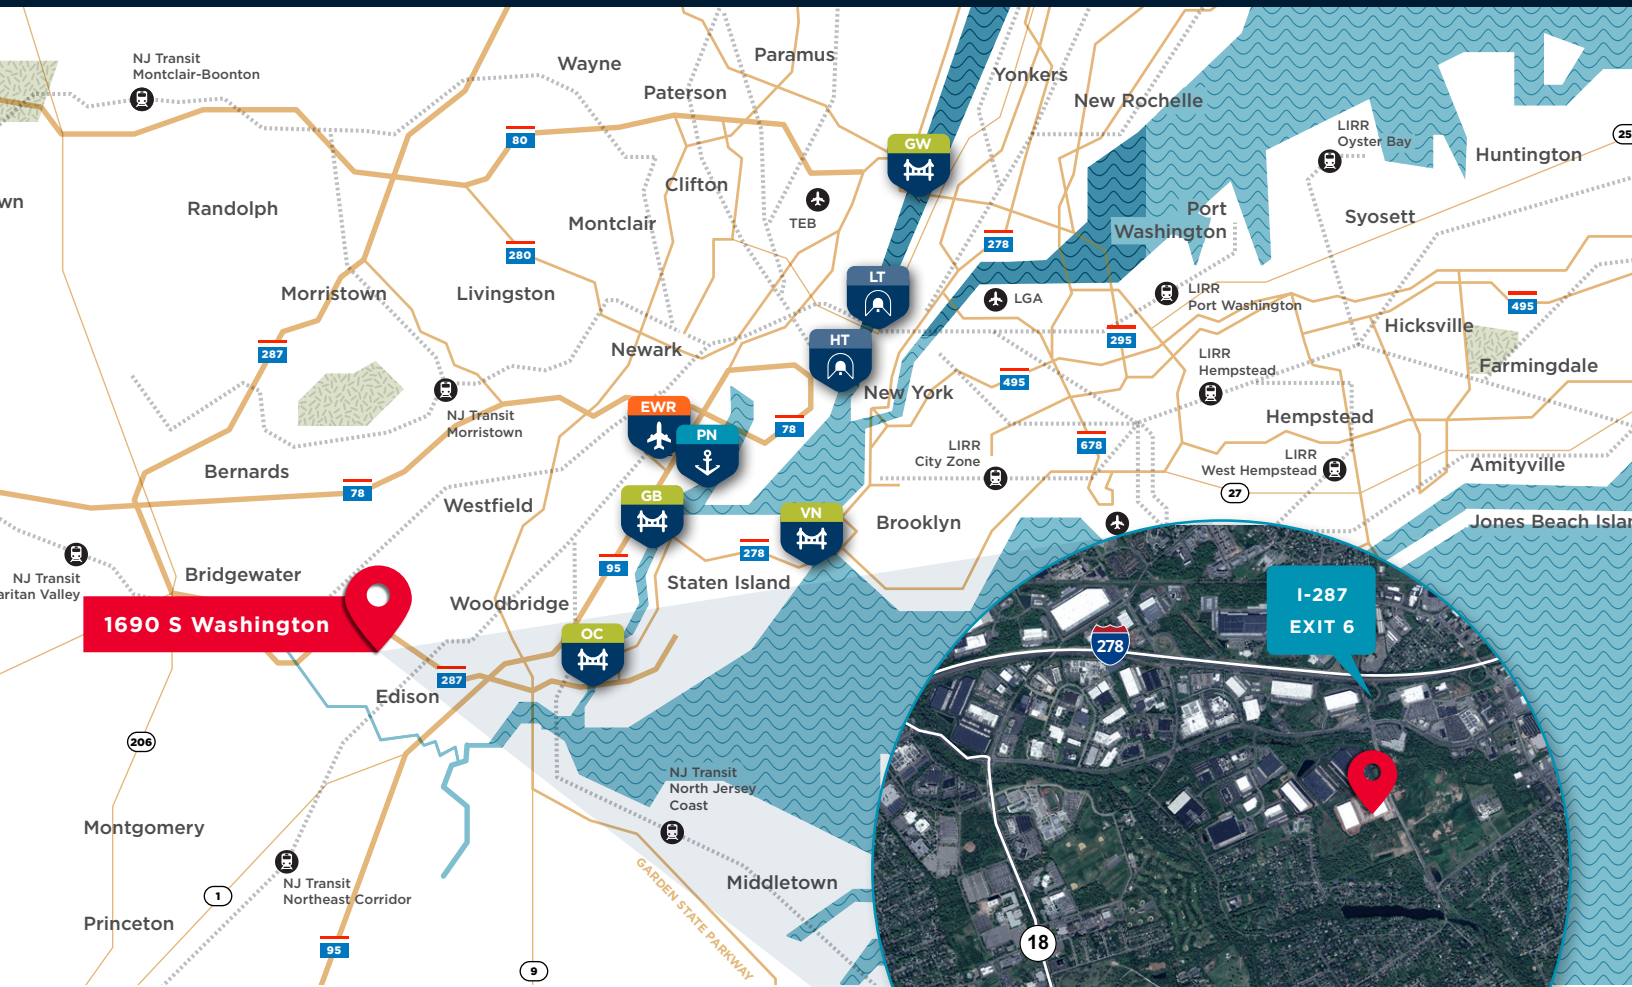 NJ Transit
Montclair-Boonton
Wayne
Paramus
Paterson
Yonkers
New Rochelle
LIRR
Oyster Bay
25
Huntington
80
GW
Clifton
wn
Randolph
Montclair
TEB
Port
Washington
Syosett
278
280
LT
Morristown
Livingston
LGA
LIRR
Port Washington
495
Hicksville
295
HT
287
Newark
LIRR
Hempstead
Farmingdale
495
New York
EWR
NJ Transit
Morristown
PN
78
Hempstead
678
LIRR
City Zone
LIRR
West Hempstead
Amityville
Bernards
78
27
Westfield
GB
VN
Brooklyn
Jones Beach Islan
278
95
NJ Transit
aritan Valley
Bridgewater
Staten Island
Woodbridge
1690 S Washington
I-287
EXIT 6
OC
278
287
Edison
206
NJ Transit
North Jersey
Coast
Montgomery
NJ Transit
Northeast Corridor
1
Middletown
GARDEN STATE PARKWAY
Princeton
95
18
9